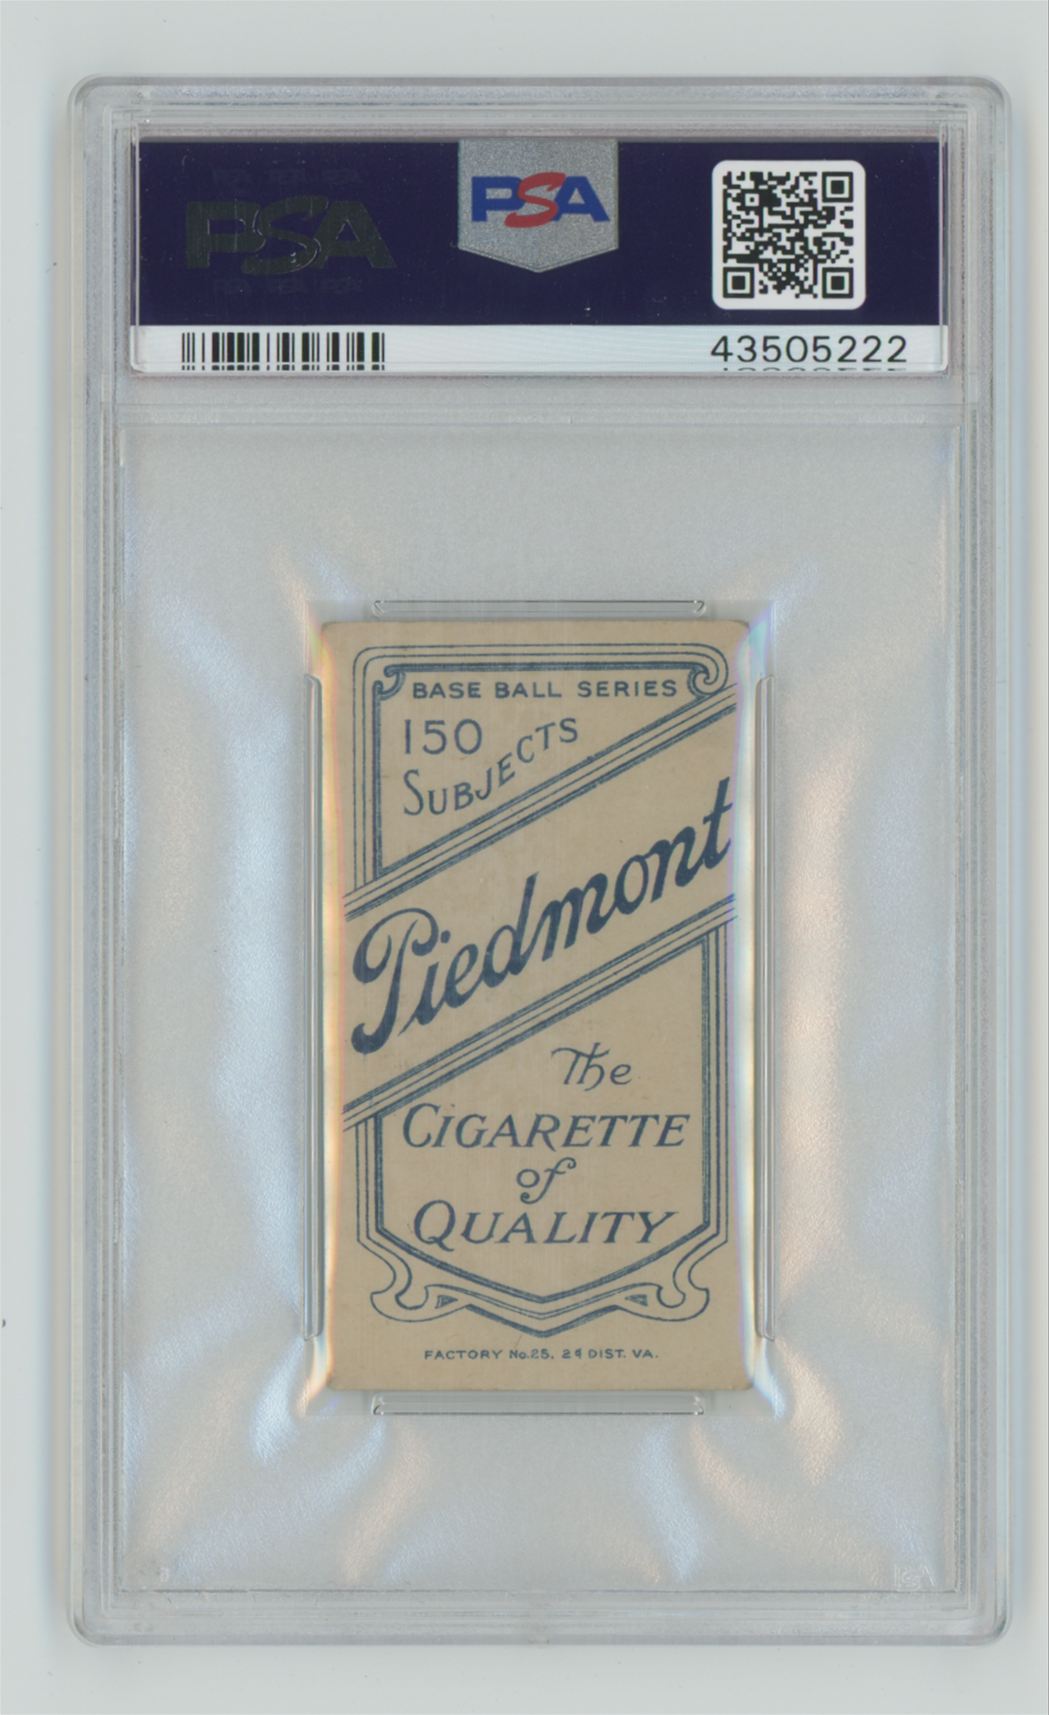 PSA
PSA
43505222
BASE BALL SERIES
150
SUBJECTS
Piedmont
The
CIGARETTE
of
QUALITY
FACTORY No.25. 2d DIST. VA.